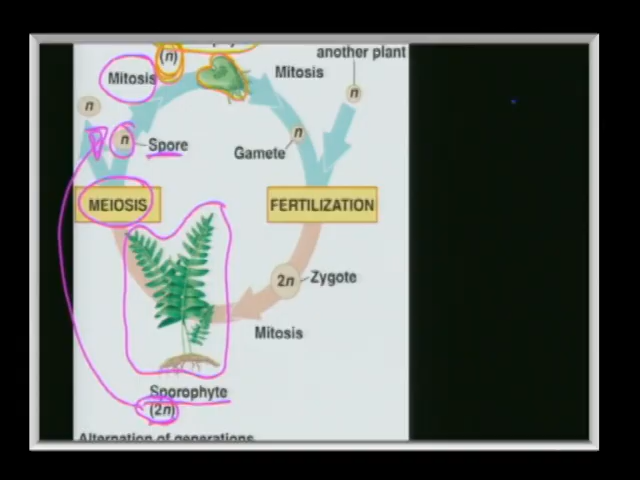 (n)
another plant
Mitosis
Mitosis
n
n
n
Spore
n
Gamete
MEIOSIS
FERTILIZATION
2n
Zygote
Mitosis
Sporophyte
(2n)
Alternation of generations